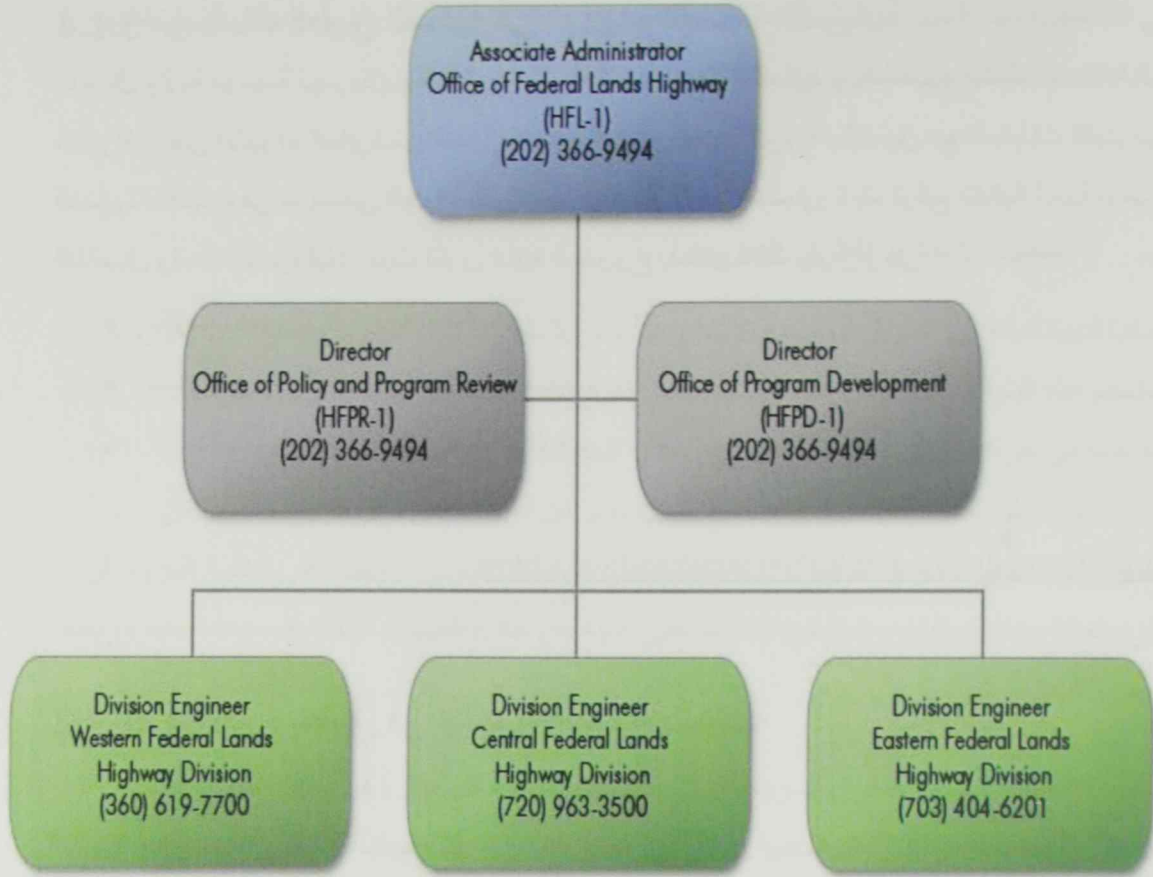 Associate Administrator
Office of Federal Lands Highway
(HFL-1)
(202) 366-9494
Director
Office of Policy and Program Review
(HFPR-1)
(202) 366-9494
Director
Office of Program Development
(HFPD-1)
(202) 366-9494
Division Engineer
Western Federal Lands
Highway Division
(360) 619-7700
Division Engineer
Central Federal Lands
Highway Division
(720) 963-3500
Division Engineer
Eastern Federal Lands
Highway Division
(703) 404-6201